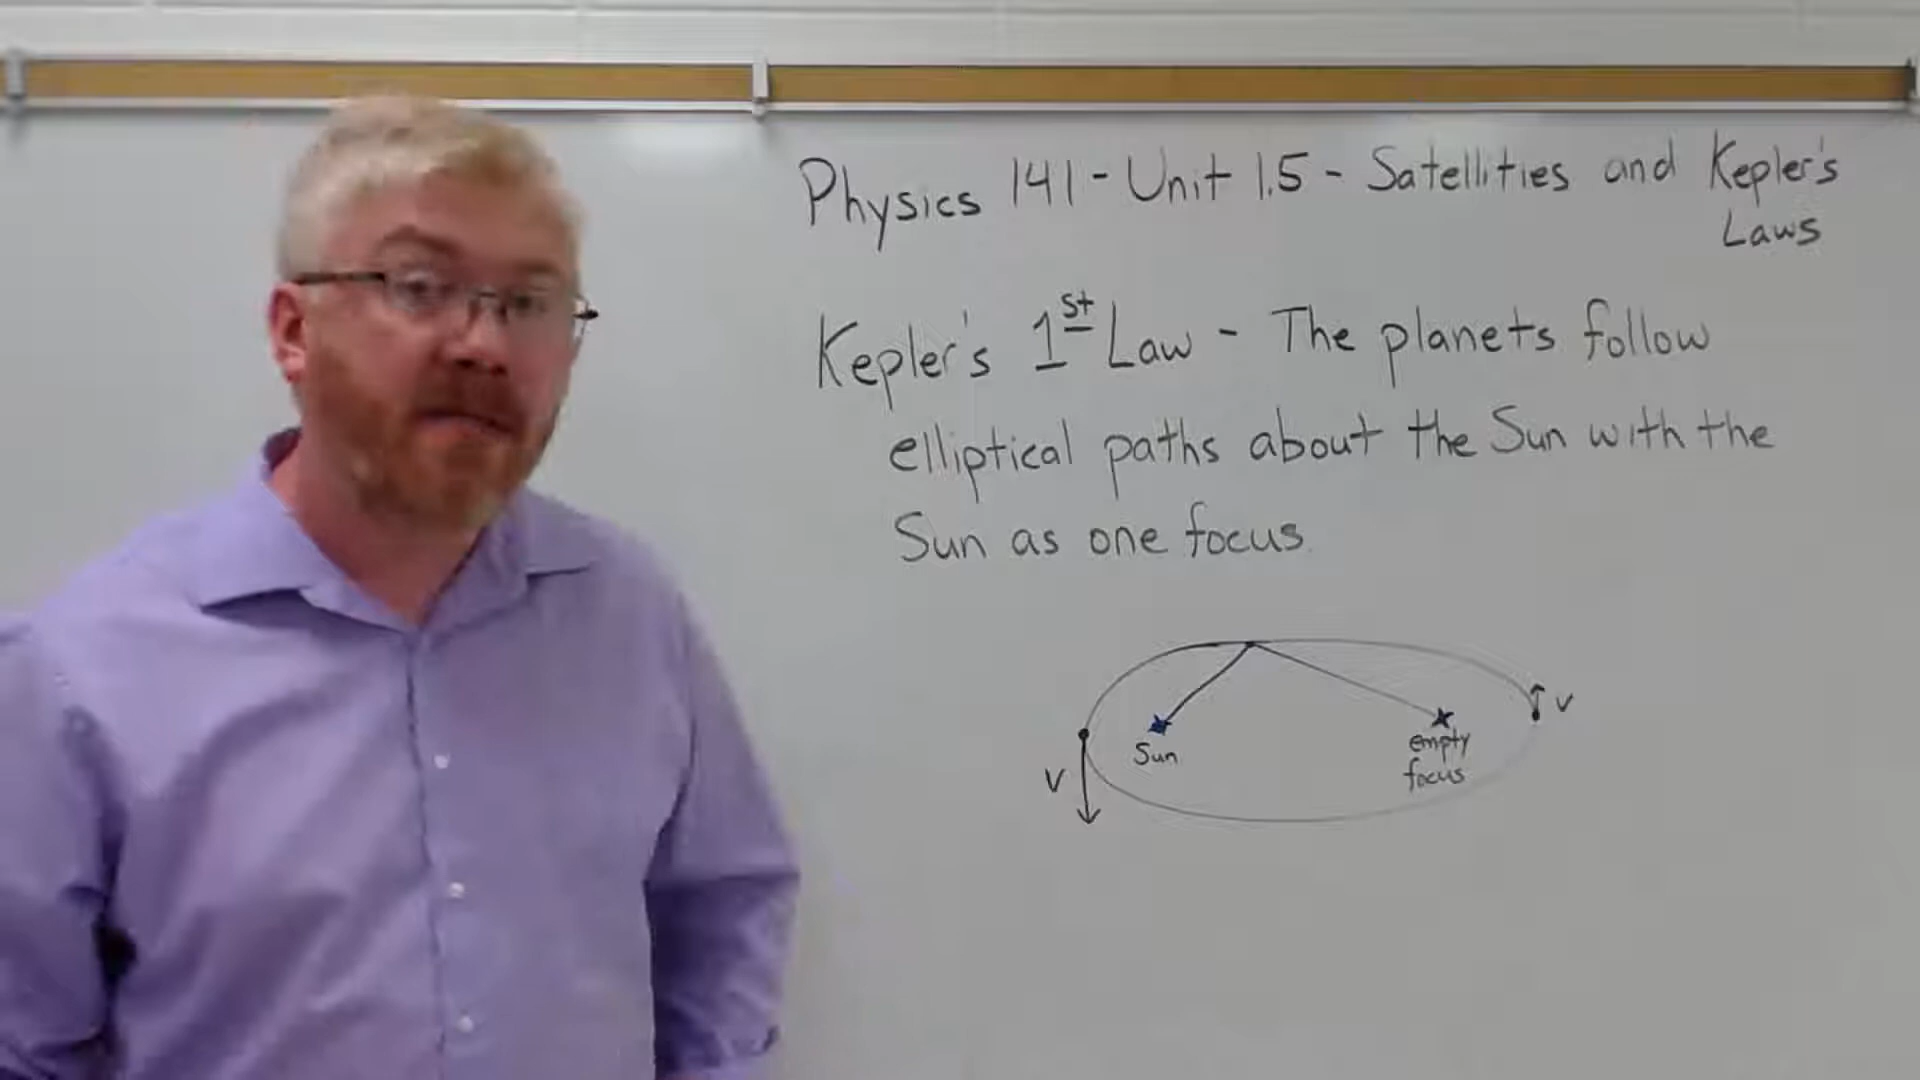 Physics 141 - Unit 1.5 - Satellities and Kepler's
Laws
Kepler's 1st Law - The planets follow
elliptical paths about the Sun with the
Sun as one focus.
V
Sun
V
empty
focus